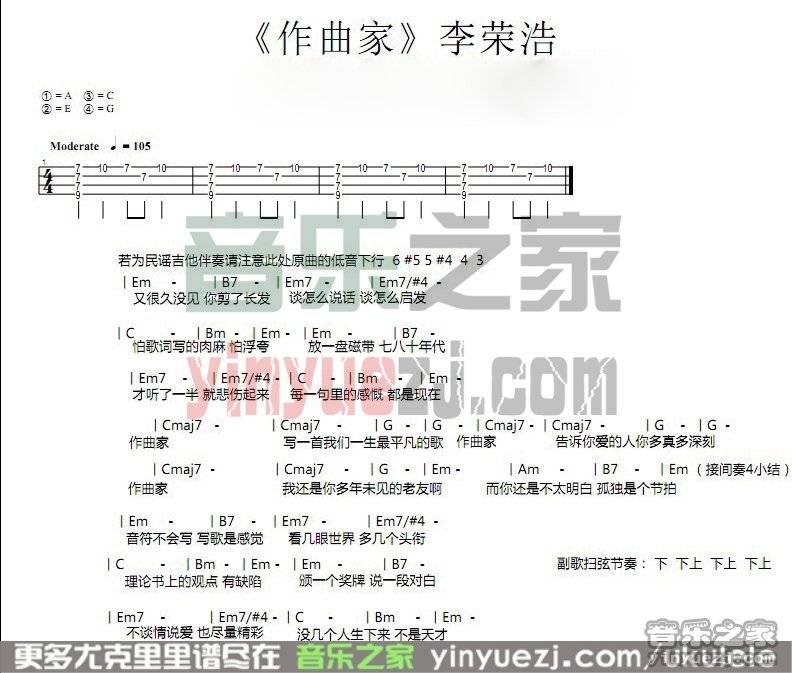 《作曲家》李荣浩
① = A ③ = C
② = E ④ = G
Moderate ♩ = 105
1
7 10 7 10 7 10 7 10 7 10 7 10 7 10 7 10
7 7 7 7 7 7 7 7
7 7 7 7
9 9 9 9
4/4
音乐之家
yinyuezj.com
若为民谣吉他伴奏请注意此处原曲的低音下行 6 #5 5 #4 4 3
| Em - | B7 - | Em7 - | Em7/#4 -
又很久没见 你剪了长发 谈怎么说话 谈怎么启发
| C - | Bm - | Em - | Em - | B7 -
怕歌词写的肉麻 怕浮夸 放一盘磁带 七八十年代
| Em7 - | Em7/#4 - | C - | Bm - | Em -
才听了一半 就悲伤起来 每一句里的感慨 都是现在
| Cmaj7 - | Cmaj7 - | G - | G - | Cmaj7 - | Cmaj7 - | G - | G -
作曲家 写一首我们一生最平凡的歌 作曲家 告诉你爱的人你多真多深刻
| Cmaj7 - | Cmaj7 - | G - | Em - | Am - | B7 - | Em（接间奏4小结）
作曲家 我还是你多年未见的老友啊 而你还是不太明白 孤独是个节拍
| Em - | B7 - | Em7 - | Em7/#4 -
音符不会写 写歌是感觉 看几眼世界 多几个头衔
| C - | Bm - | Em - | Em - | B7 - 副歌扫弦节奏： 下 下上 下上 下上
理论书上的观点 有缺陷 颁一个奖牌 说一段对白
| Em7 - | Em7/#4 - | C - | Bm - | Em -
不谈情说爱 也尽量精彩 没几个人生下来 不是天才
更多尤克里里谱尽在 音乐之家 yinyuezj.com/ukulele
音乐之家
www.yinyuezj.com